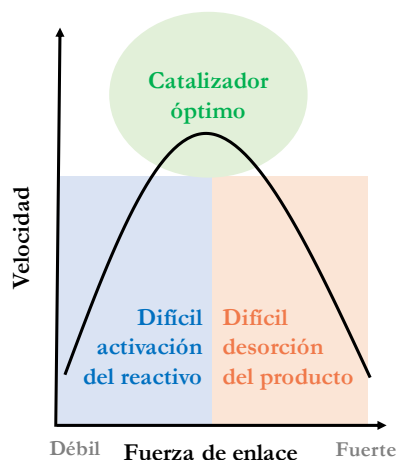 Catalizador
óptimo
Velocidad
Difícil
activación
del reactivo
Difícil
desorción
del producto
Débil
Fuerza de enlace
Fuerte